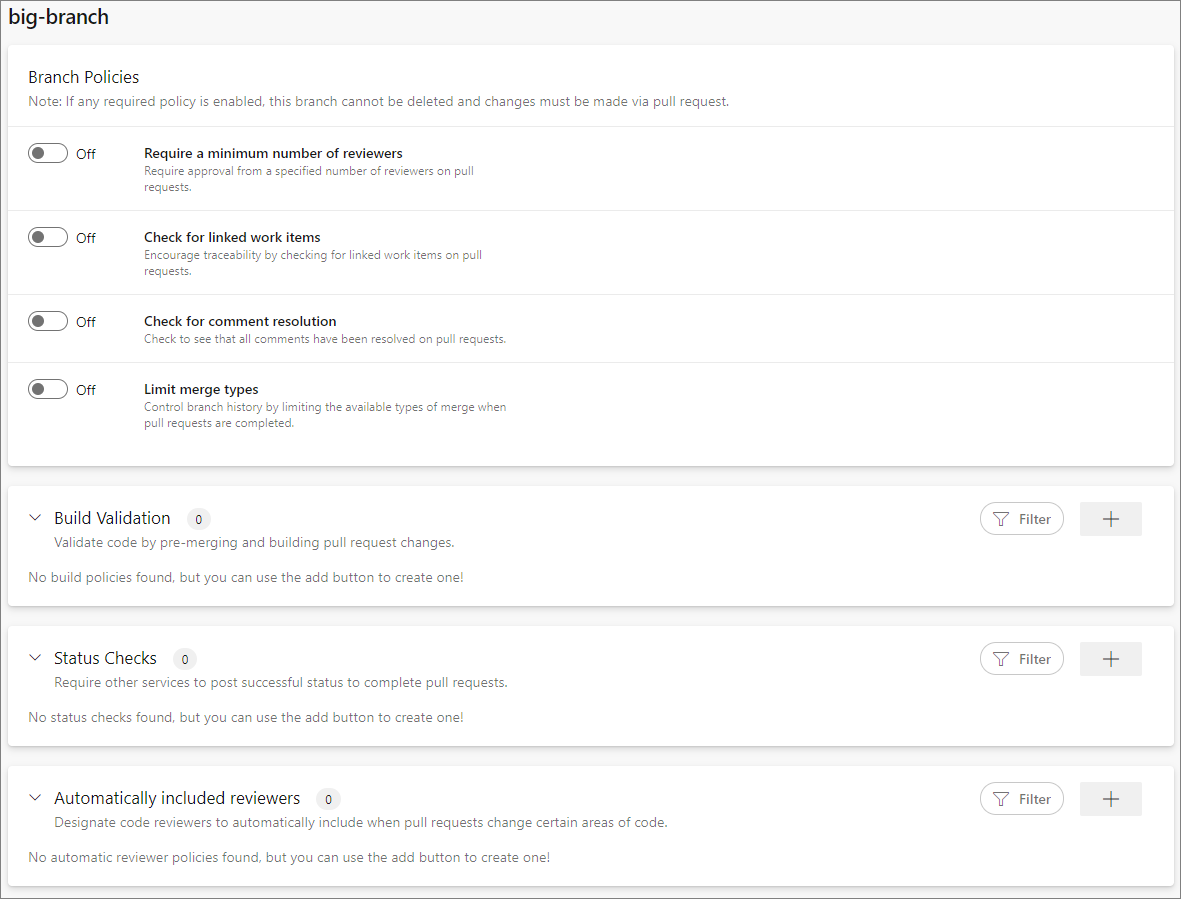 big-branch
Branch Policies
Note: If any required policy is enabled, this branch cannot be deleted and changes must be made via pull request.
Off
Require a minimum number of reviewers
Require approval from a specified number of reviewers on pull
requests.
Off
Check for linked work items
Encourage traceability by checking for linked work items on pull
requests.
Off
Check for comment resolution
Check to see that all comments have been resolved on pull requests.
Off
Limit merge types
Control branch history by limiting the available types of merge when
pull requests are completed.
Build Validation 0 Filter
Validate code by pre-merging and building pull request changes.
No build policies found, but you can use the add button to create one!
Status Checks 0 Filter
Require other services to post successful status to complete pull requests.
No status checks found, but you can use the add button to create one!
Automatically included reviewers 0 Filter
Designate code reviewers to automatically include when pull requests change certain areas of code.
No automatic reviewer policies found, but you can use the add button to create one!